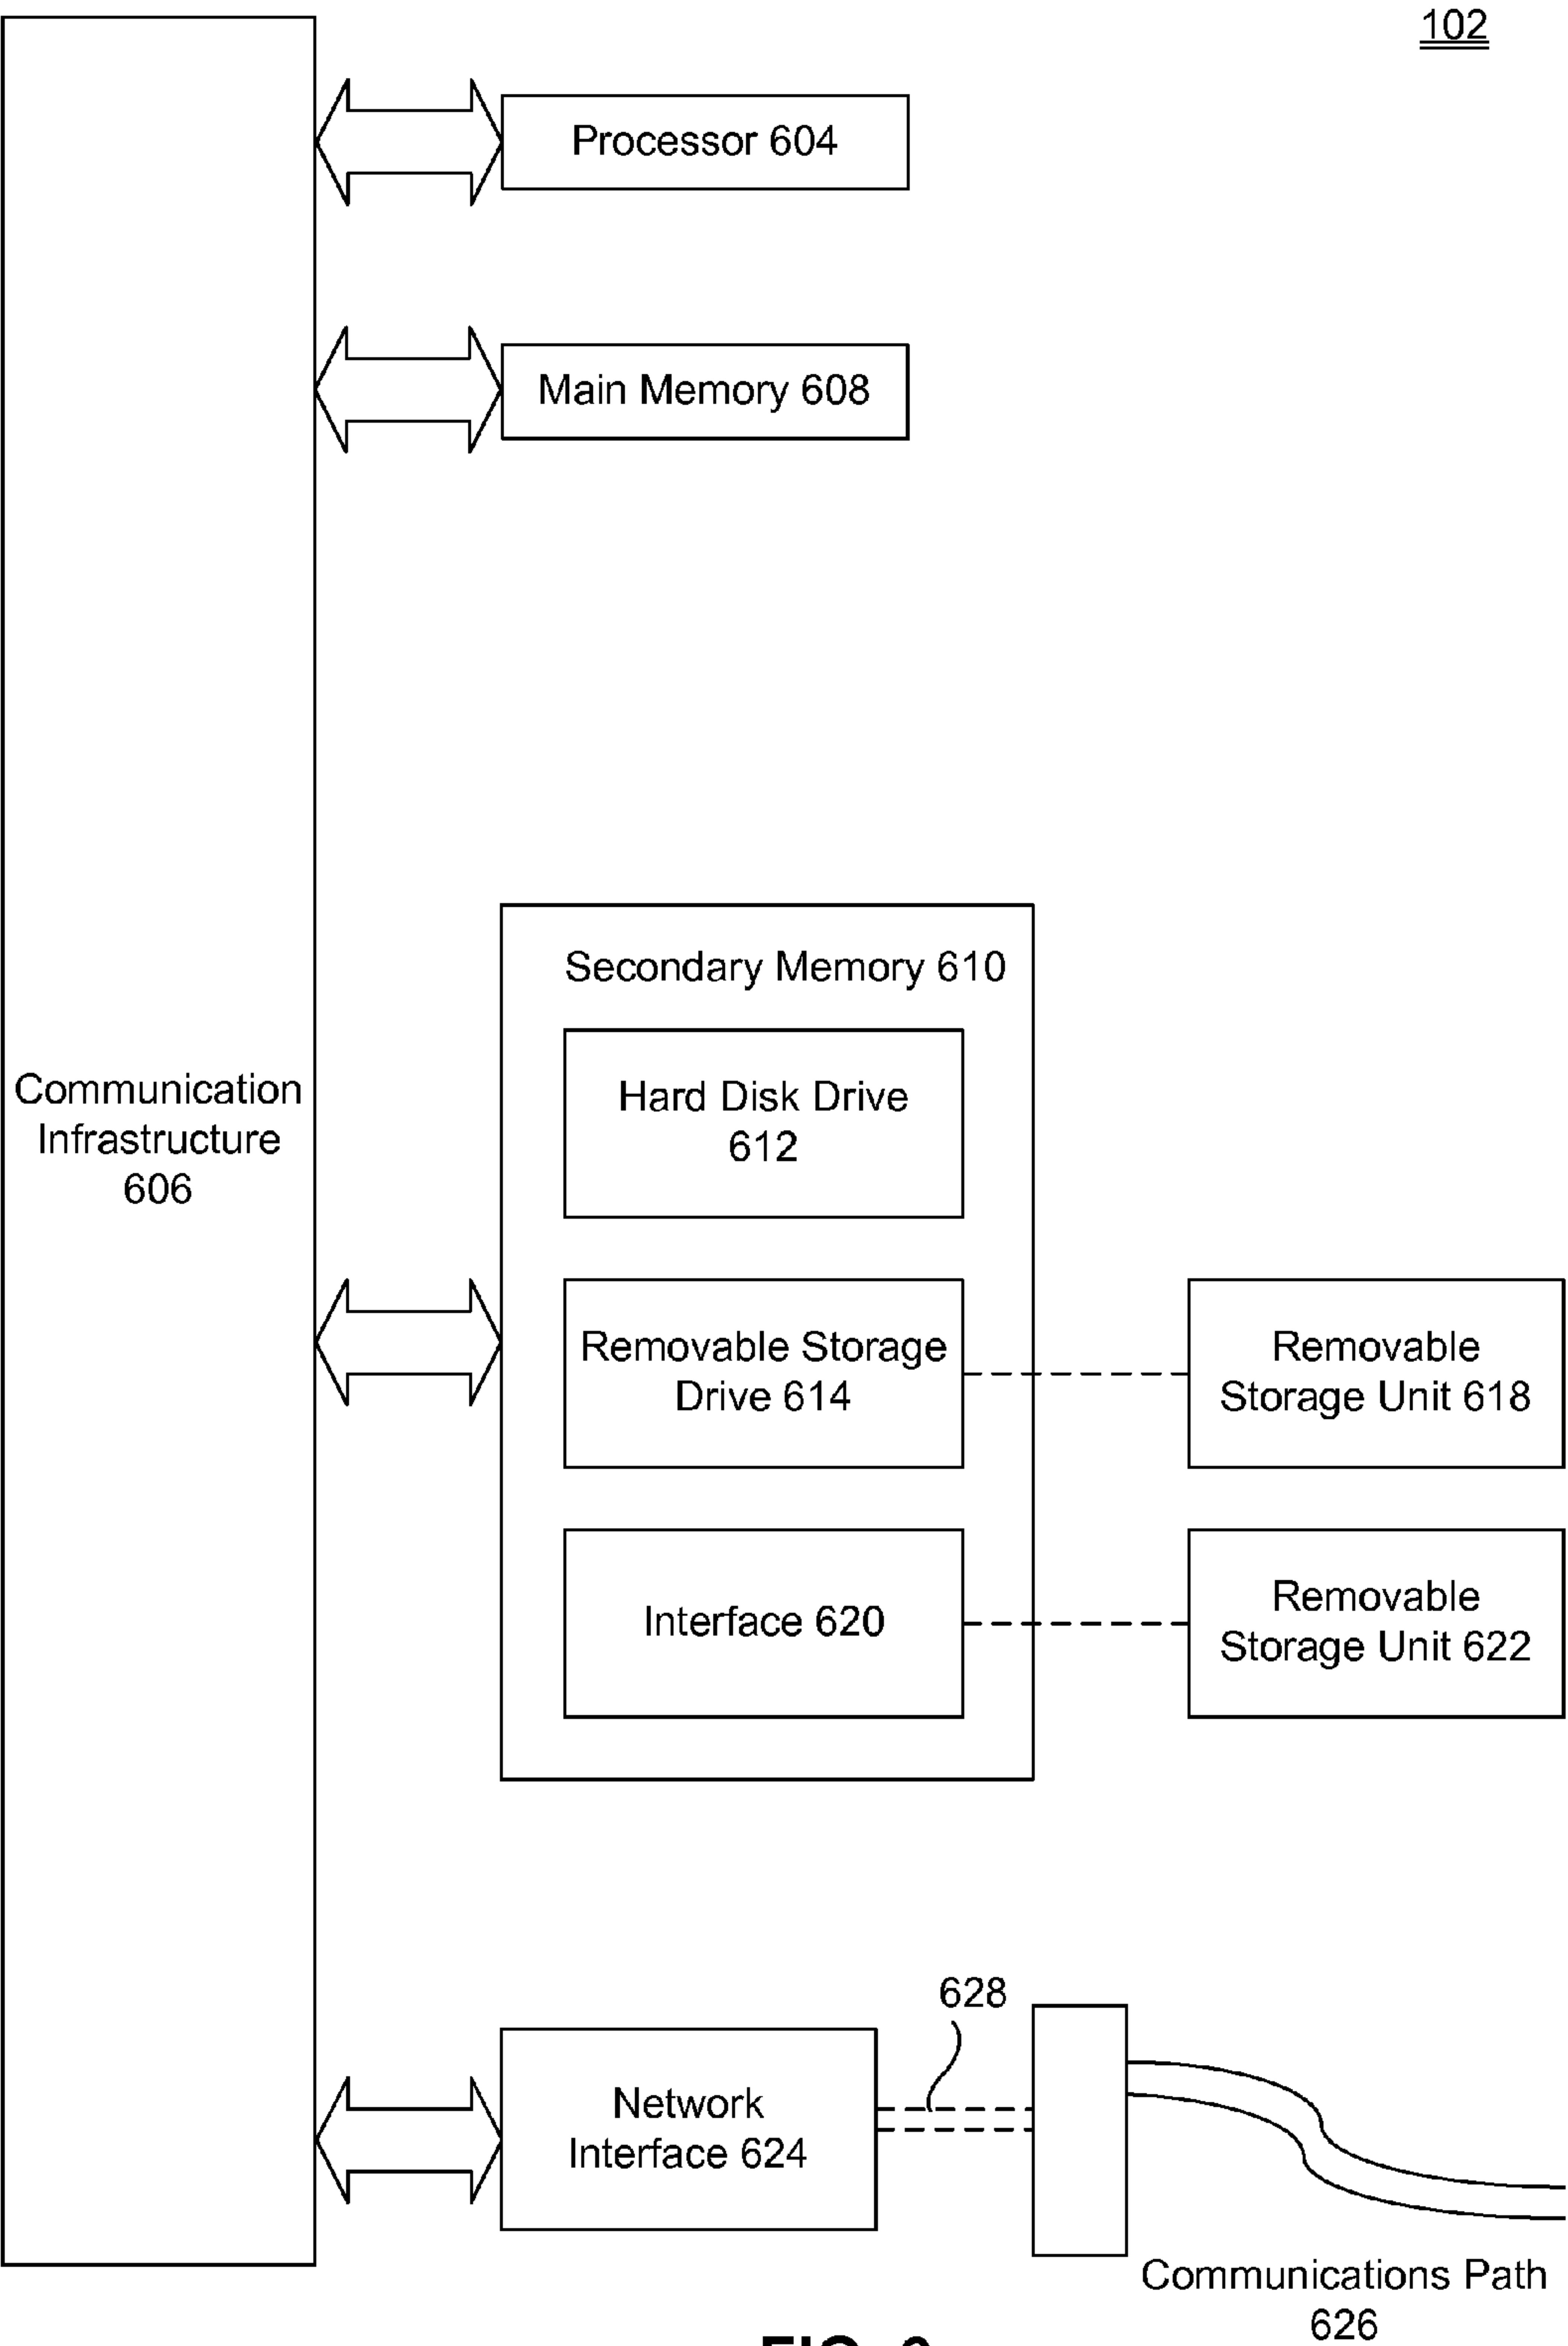 102
Processor 604
Main Memory 608
Communication
Infrastructure
606
Secondary Memory 610
Hard Disk Drive
612
Removable Storage
Drive 614
Removable
Storage Unit 618
Interface 620
Removable
Storage Unit 622
628
Network
Interface 624
Communications Path
626
FIG.